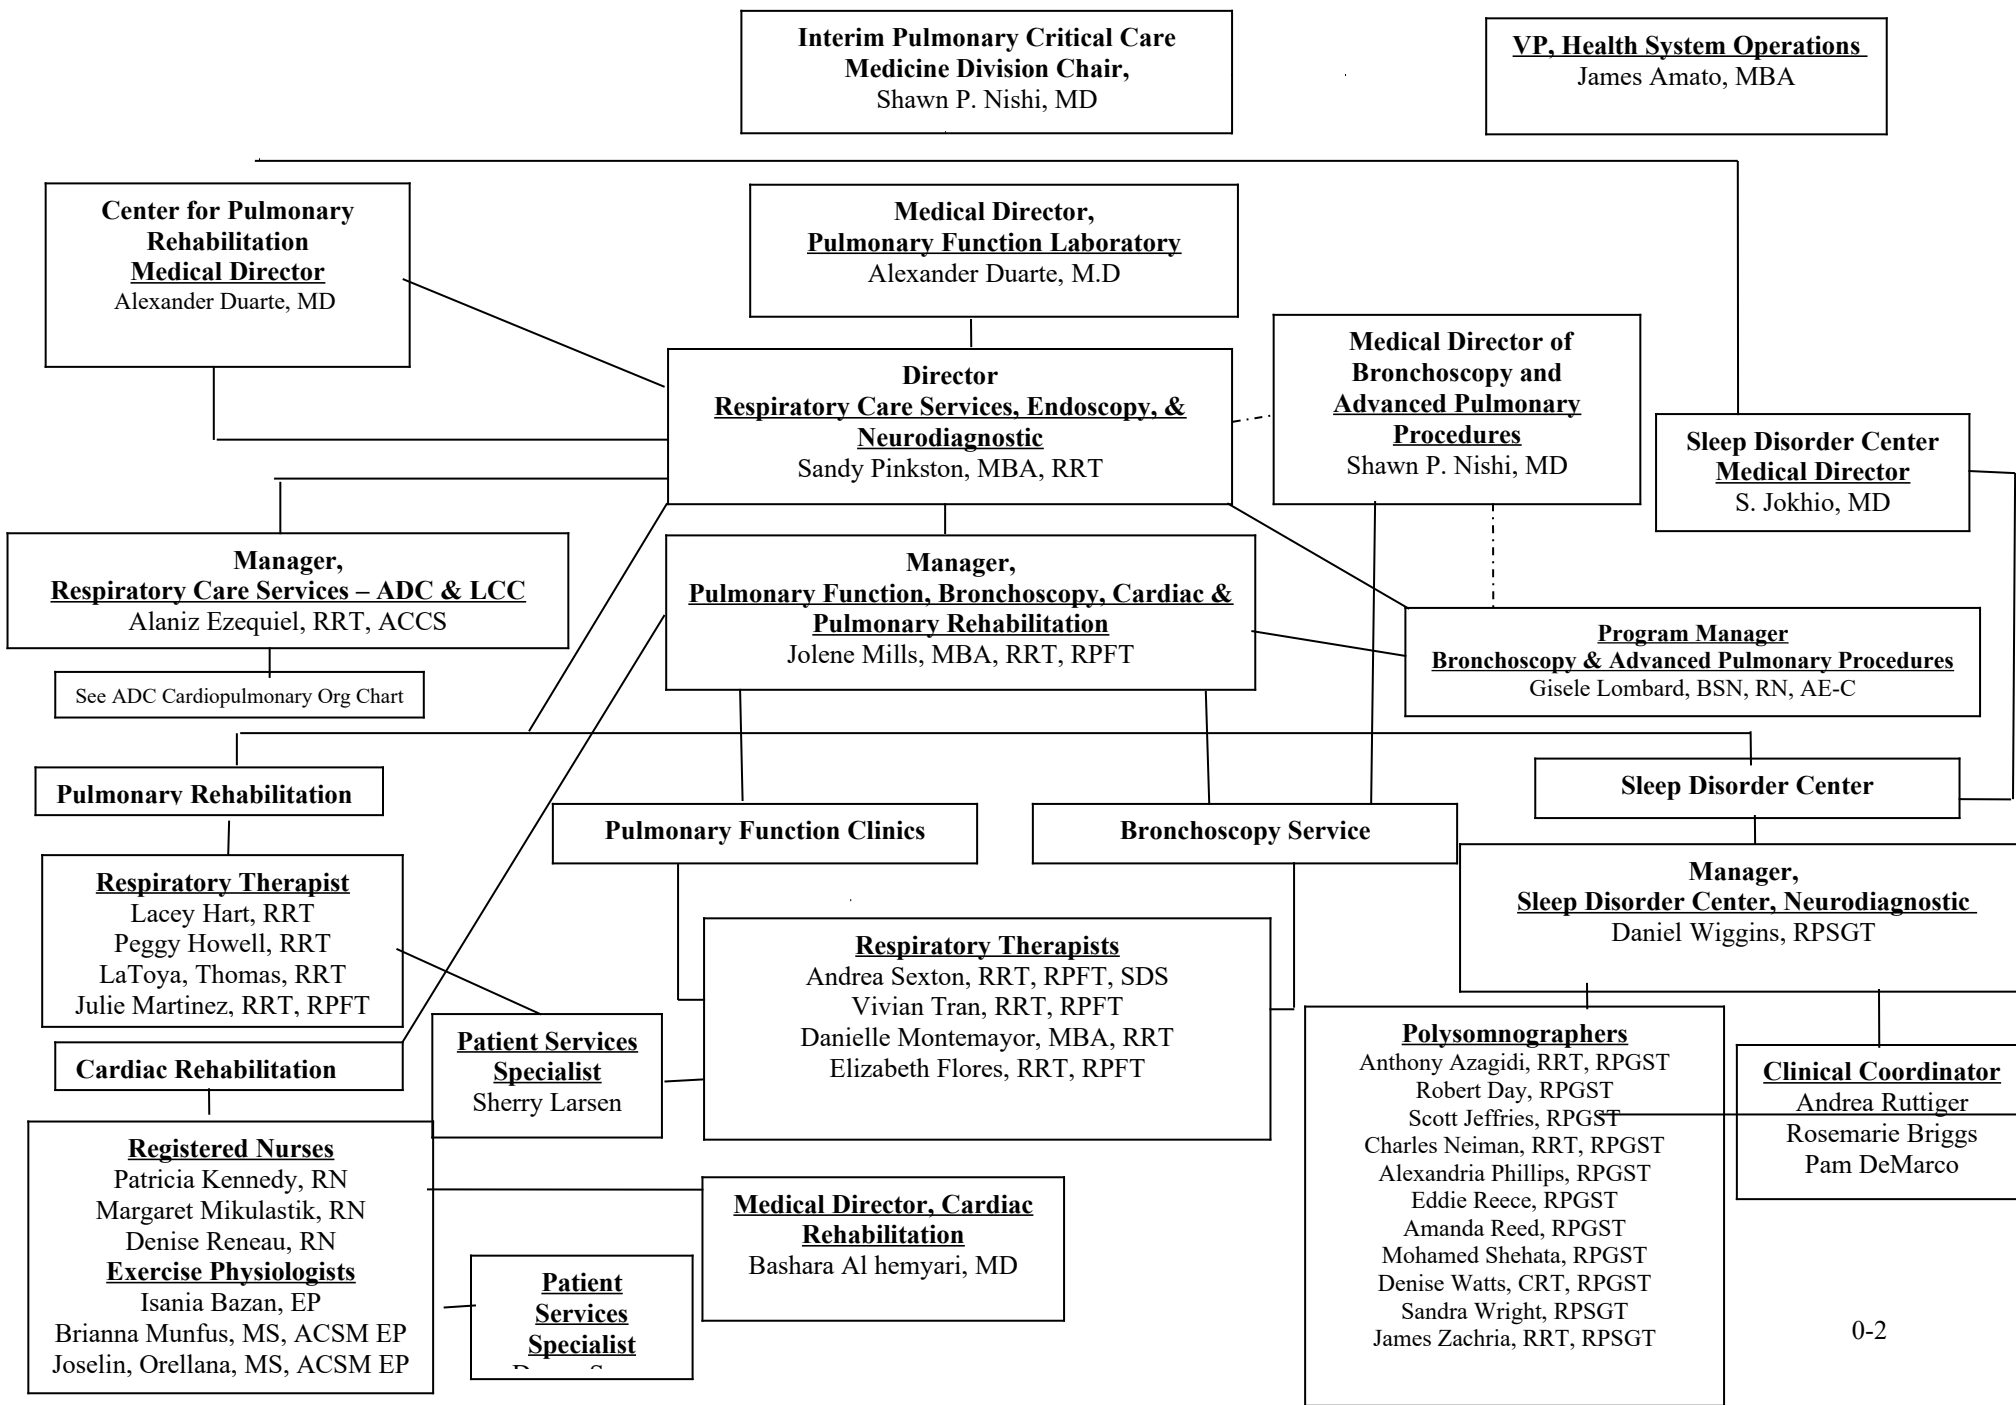 Interim Pulmonary Critical Care
Medicine Division Chair,
Shawn P. Nishi, MD
VP, Health System Operations
James Amato, MBA
Center for Pulmonary
Rehabilitation
Medical Director
Alexander Duarte, MD
Medical Director,
Pulmonary Function Laboratory
Alexander Duarte, M.D
Director
Respiratory Care Services, Endoscopy, &
Neurodiagnostic
Sandy Pinkston, MBA, RRT
Medical Director of
Bronchoscopy and
Advanced Pulmonary
Procedures
Shawn P. Nishi, MD
Sleep Disorder Center
Medical Director
S. Jokhio, MD
Manager,
Respiratory Care Services – ADC & LCC
Alaniz Ezequiel, RRT, ACCS
See ADC Cardiopulmonary Org Chart
Manager,
Pulmonary Function, Bronchoscopy, Cardiac &
Pulmonary Rehabilitation
Jolene Mills, MBA, RRT, RPFT
Program Manager
Bronchoscopy & Advanced Pulmonary Procedures
Gisele Lombard, BSN, RN, AE-C
Pulmonary Rehabilitation
Pulmonary Function Clinics
Bronchoscopy Service
Sleep Disorder Center
Respiratory Therapist
Lacey Hart, RRT
Peggy Howell, RRT
LaToya, Thomas, RRT
Julie Martinez, RRT, RPFT
Cardiac Rehabilitation
Patient Services
Specialist
Sherry Larsen
Respiratory Therapists
Andrea Sexton, RRT, RPFT, SDS
Vivian Tran, RRT, RPFT
Danielle Montemayor, MBA, RRT
Elizabeth Flores, RRT, RPFT
Manager,
Sleep Disorder Center, Neurodiagnostic
Daniel Wiggins, RPSGT
Polysomnographers
Anthony Azagidi, RRT, RPGST
Robert Day, RPGST
Scott Jeffries, RPGST
Charles Neiman, RRT, RPGST
Alexandria Phillips, RPGST
Eddie Reece, RPGST
Amanda Reed, RPGST
Mohamed Shehata, RPGST
Denise Watts, CRT, RPGST
Sandra Wright, RPSGT
James Zachria, RRT, RPSGT
Clinical Coordinator
Andrea Ruttiger
Rosemarie Briggs
Pam DeMarco
Registered Nurses
Patricia Kennedy, RN
Margaret Mikulastik, RN
Denise Reneau, RN
Exercise Physiologists
Isania Bazan, EP
Brianna Munfus, MS, ACSM EP
Joselin, Orellana, MS, ACSM EP
Medical Director, Cardiac
Rehabilitation
Bashara Al hemyari, MD
Patient
Services
Specialist
0-2